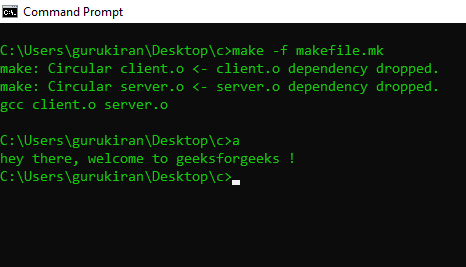 Command Prompt
C:\Users\gurukiran\Desktop\c>make -f makefile.mk
make: Circular client.o <- client.o dependency dropped.
make: Circular server.o <- server.o dependency dropped.
gcc client.o server.o
C:\Users\gurukiran\Desktop\c>a
hey there, welcome to geeksforgeeks !
C:\Users\gurukiran\Desktop\c>